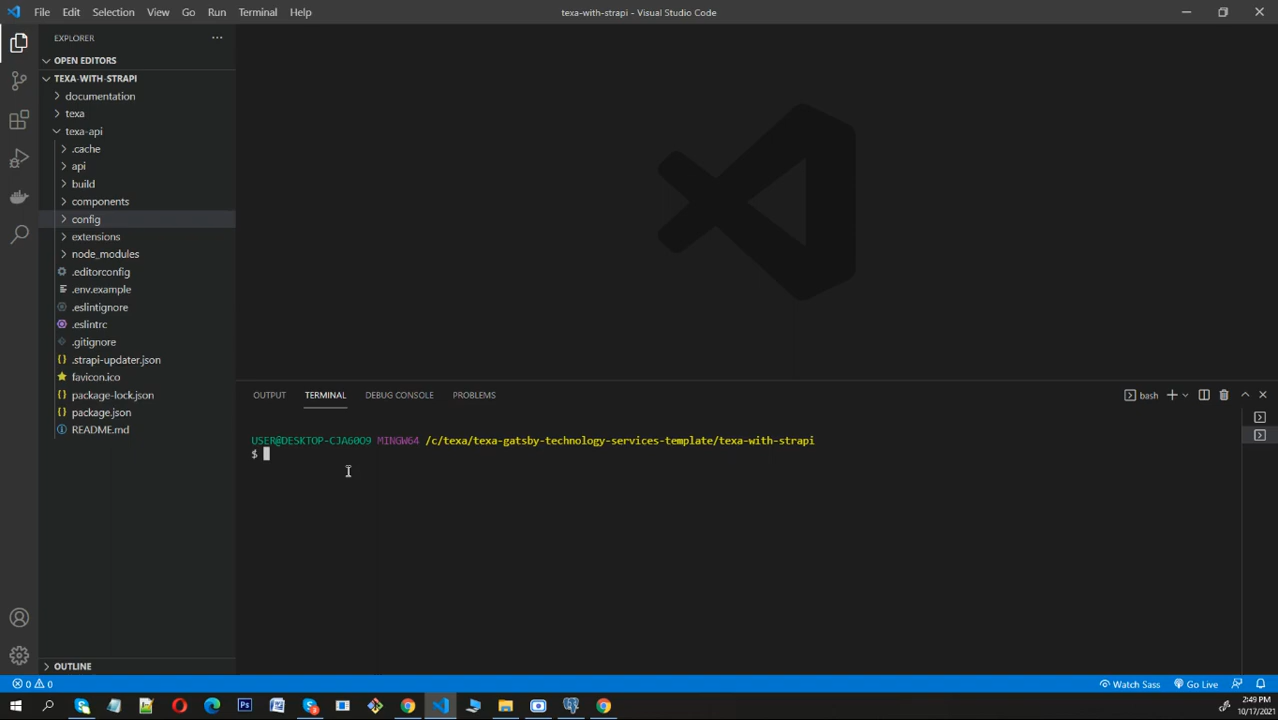 File Edit Selection View Go Run Terminal Help
texa-with-strapi - Visual Studio Code
EXPLORER
OPEN EDITORS
TEXA-WITH-STRAPI
documentation
texa
texa-api
.cache
api
build
components
config
extensions
node_modules
.editorconfig
.env.example
.eslintignore
.eslintrc
.gitignore
.strapi-updater.json
favicon.ico
package-lock.json
package.json
README.md
OUTLINE
OUTPUT TERMINAL DEBUG CONSOLE PROBLEMS
bash
USER@DESKTOP-CJA60O9 MINGW64 /c/texa/texa-gatsby-technology-services-template/texa-with-strapi
$
0 0
Watch Sass Go Live
2:49 PM
10/17/2021